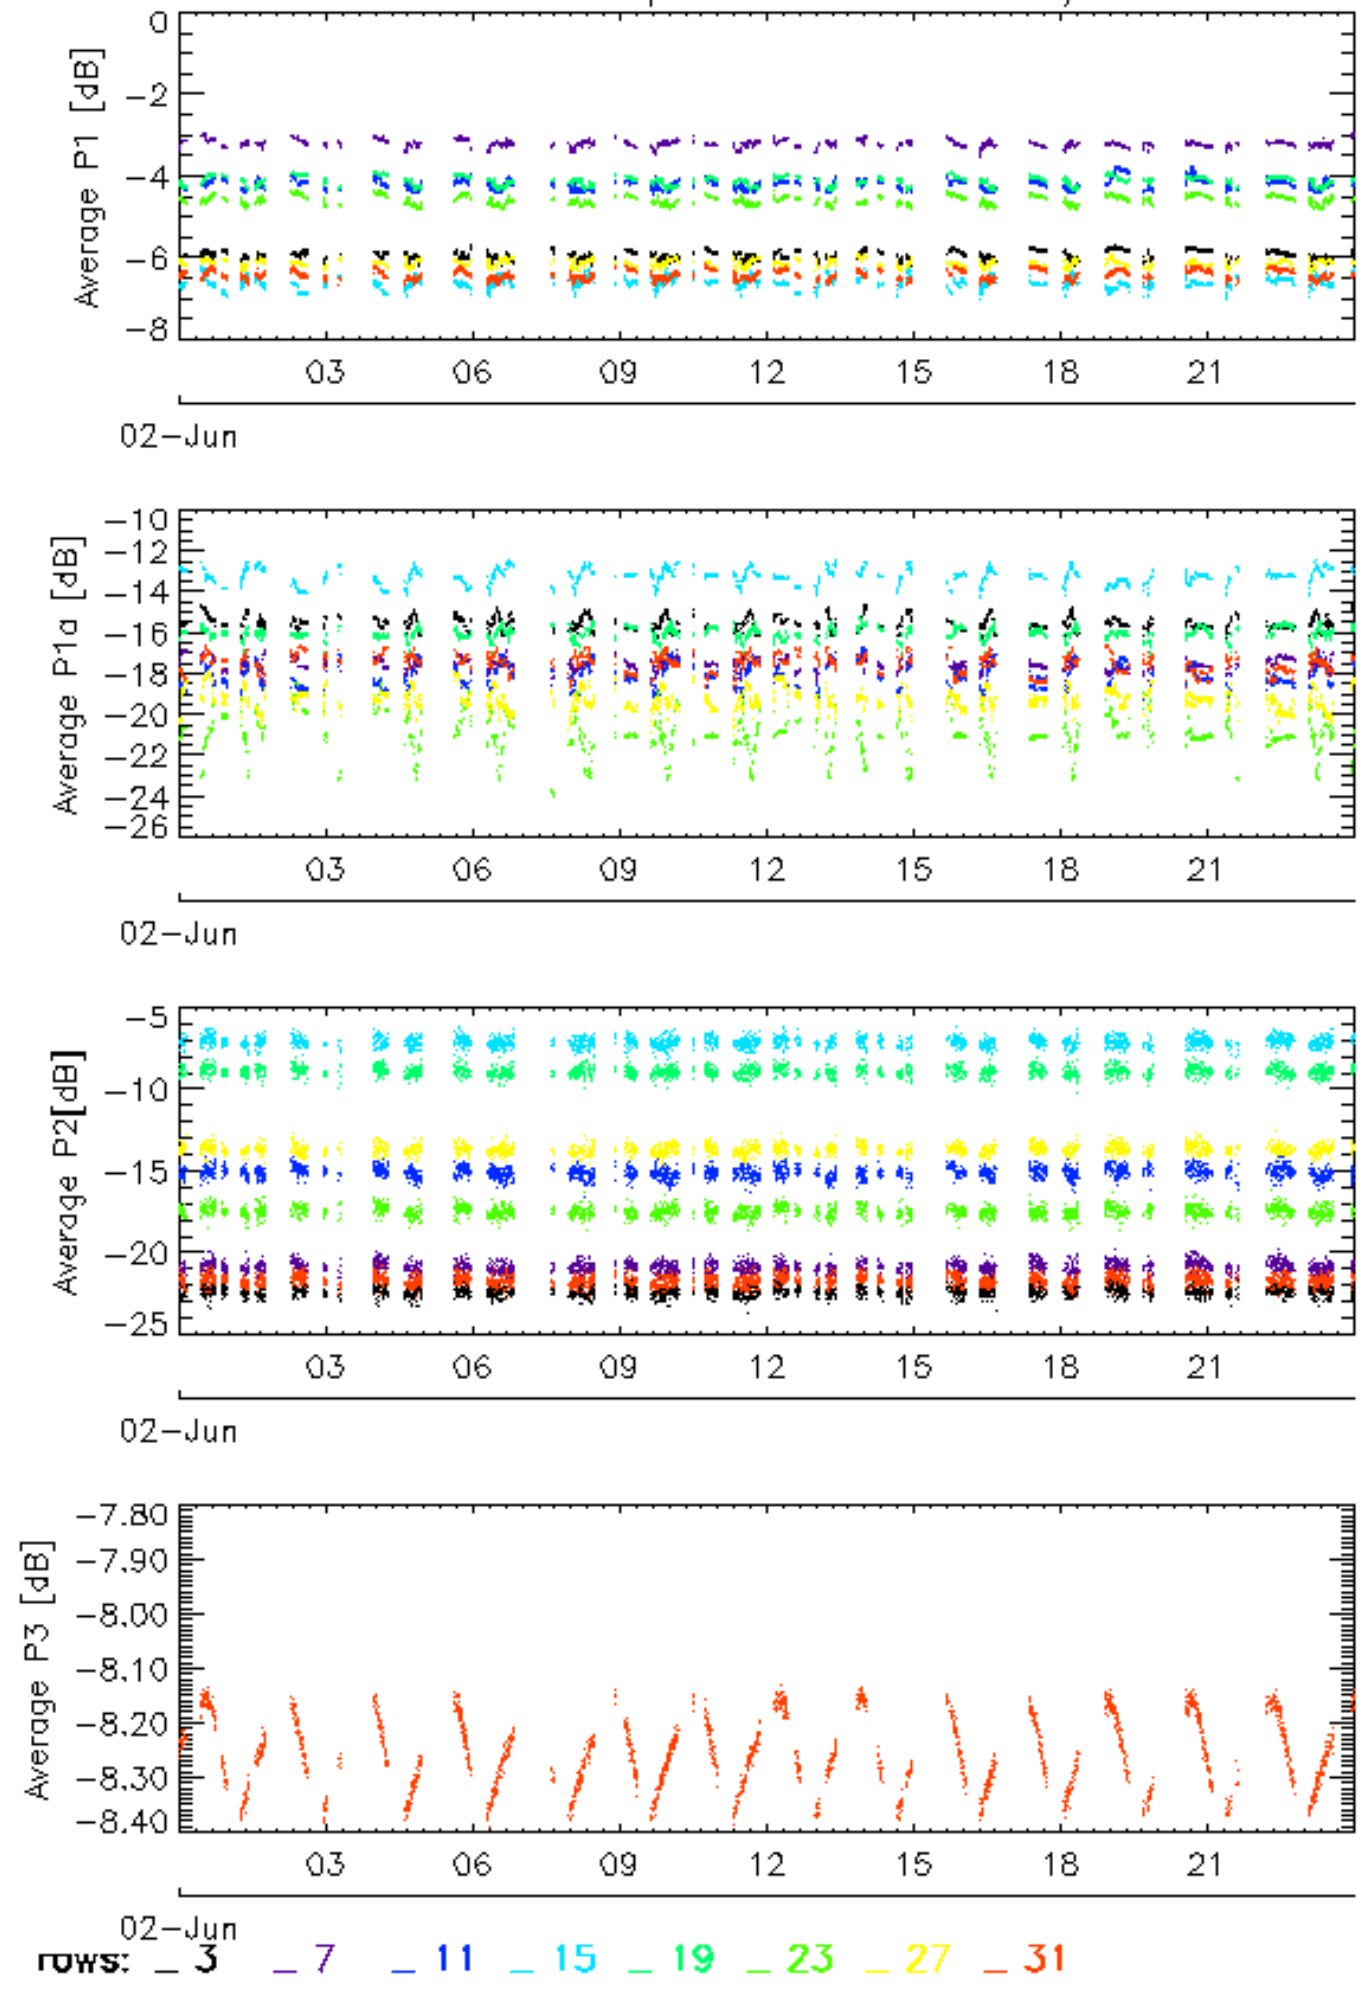 Average P1 [dB]
0
-2
-4
-6
-8
03 06 09 12 15 18 21
02-Jun
Average P1a [dB]
-10
-12
-14
-16
-18
-20
-22
-24
-26
03 06 09 12 15 18 21
02-Jun
Average P2[dB]
-5
-10
-15
-20
-25
03 06 09 12 15 18 21
02-Jun
Average P3 [dB]
-7.80
-7.90
-8.00
-8.10
-8.20
-8.30
-8.40
03 06 09 12 15 18 21
02-Jun
rows: _ 3 _ 7 _ 11 _ 15 _ 19 _ 23 _ 27 _ 31